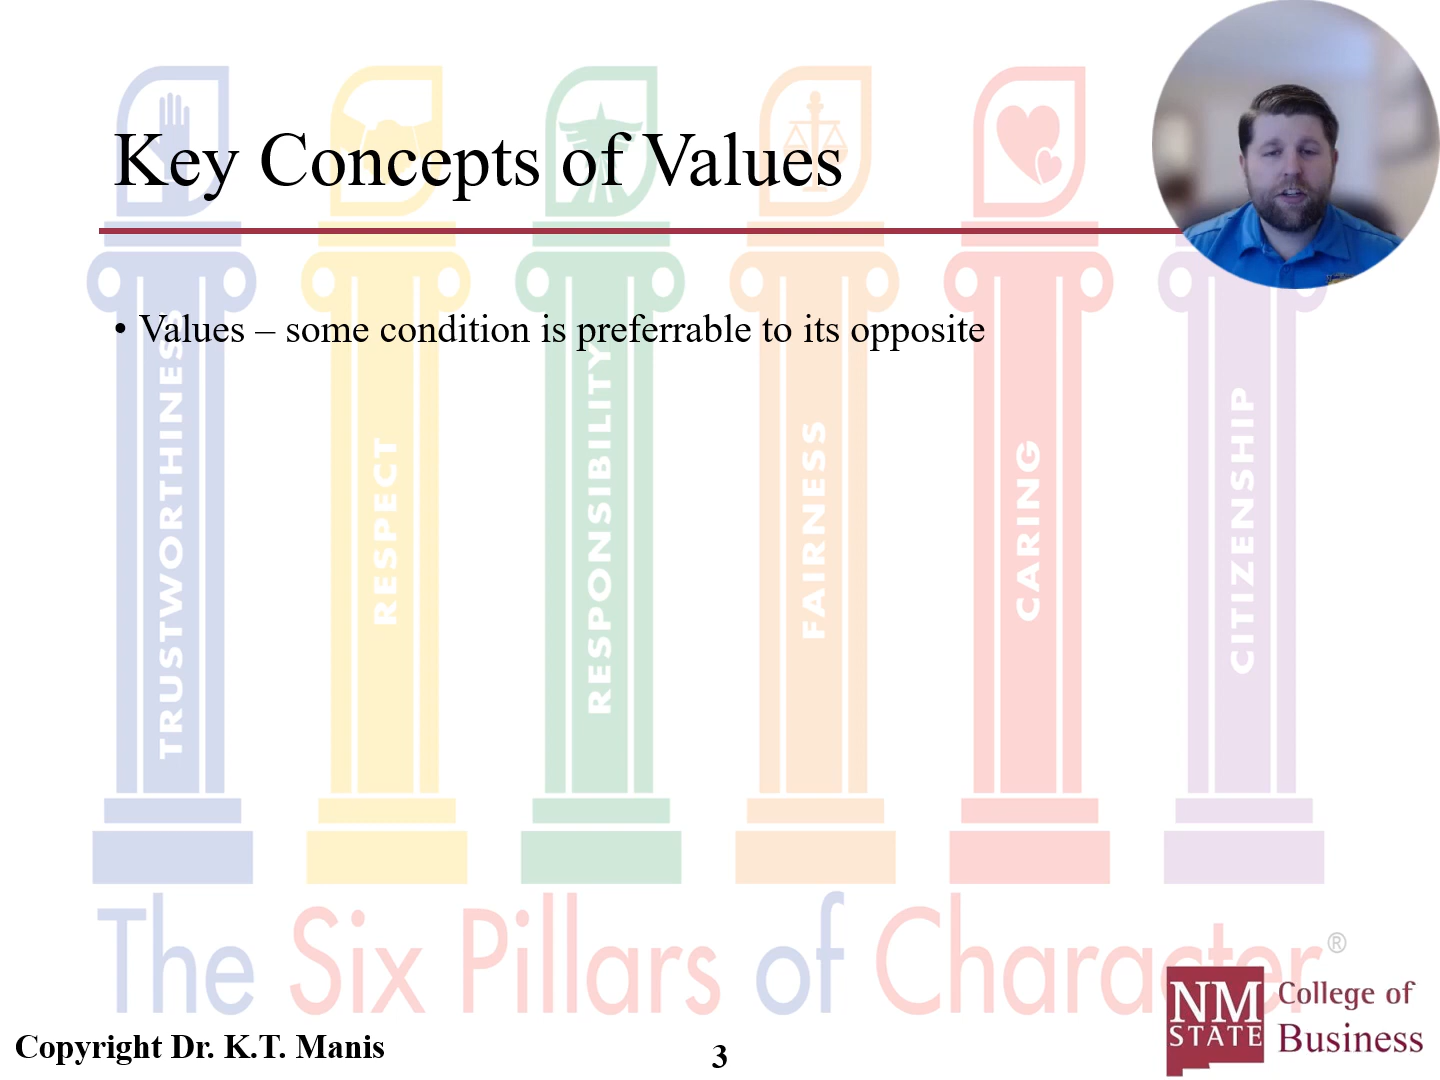 Key Concepts of Values
• Values – some condition is preferrable to its opposite
TRUSTWORTHINESS
RESPECT
RESPONSIBILITY
FAIRNESS
CARING
CITIZENSHIP
The Six Pillars of Character®
Copyright Dr. K.T. Manis
3
NM
STATE
College of
Business